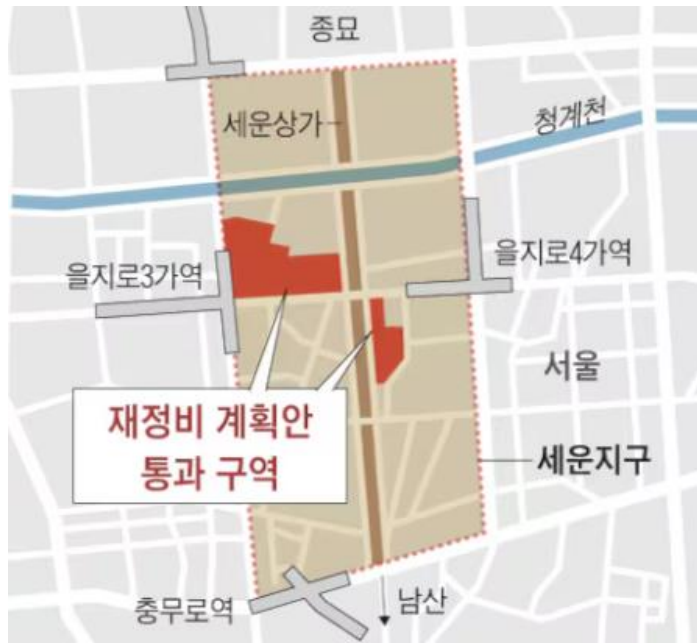 종묘
세운상가
청계천
을지로3가역
을지로4가역
서울
재정비 계획안
통과 구역
세운지구
충무로역
남산